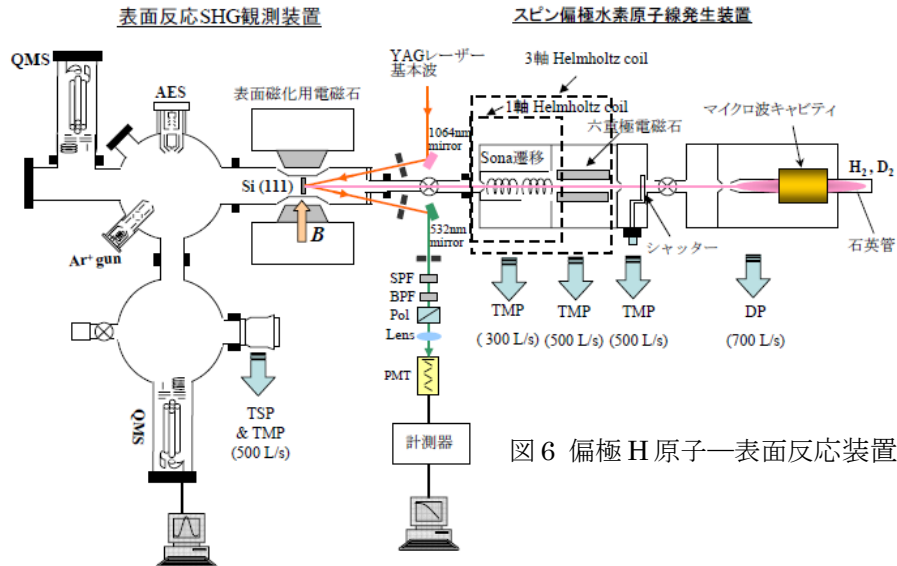 表面反応SHG観測装置
スピン偏極水素原子線発生装置
QMS
AES
表面磁化用電磁石
YAGレーザー
基本波
3軸 Helmholtz coil
1軸 Helmholtz coil
六重極電磁石
マイクロ波キャビティ
1064nm
mirror
Sona遷移
H₂, D₂
Si (111)
B
532nm
mirror
シャッター
石英管
Ar⁺ gun
SPF
BPF
Pol
Lens
PMT
TMP
( 300 L/s)
TMP
(500 L/s)
TMP
(500 L/s)
DP
(700 L/s)
QMS
TSP
& TMP
(500 L/s)
計測器
図6 偏極H原子―表面反応装置